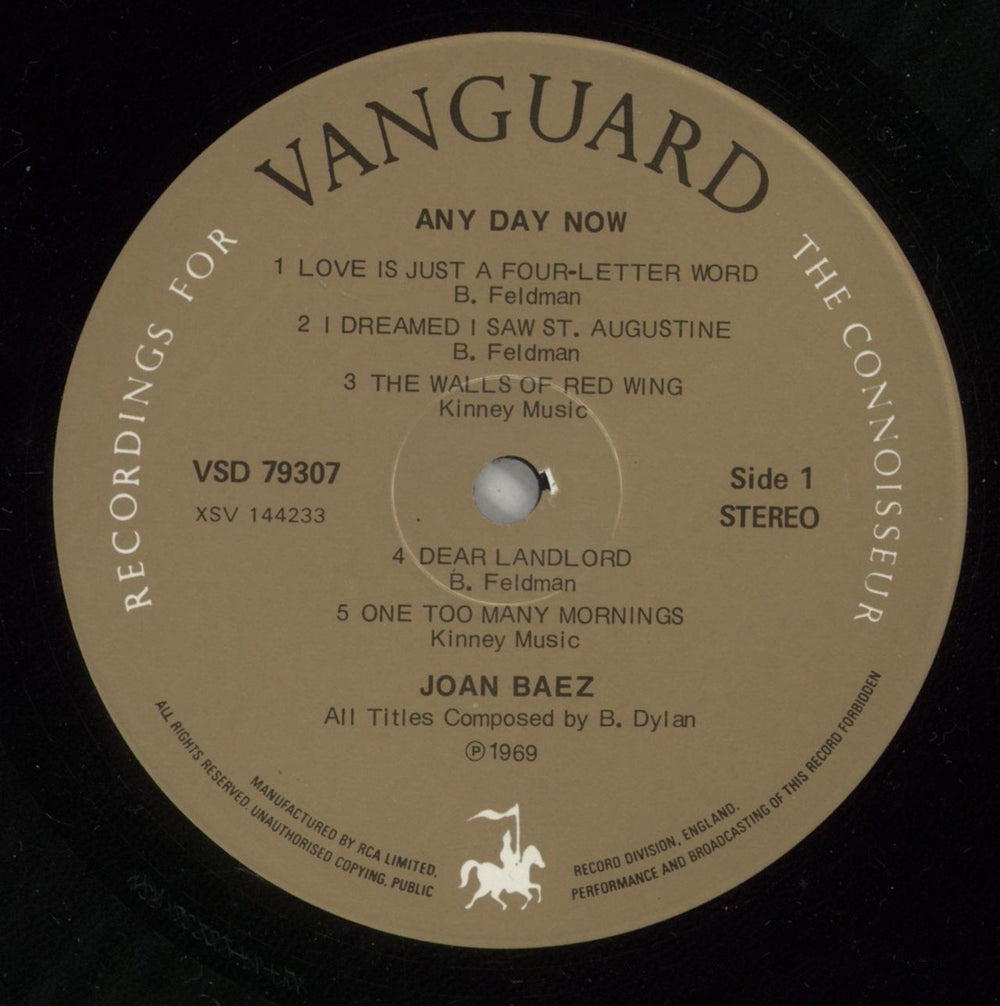 VANGUARD
RECORDINGS FOR
THE CONNOISSEUR
ANY DAY NOW
1 LOVE IS JUST A FOUR-LETTER WORD
B. Feldman
2 I DREAMED I SAW ST. AUGUSTINE
B. Feldman
3 THE WALLS OF RED WING
Kinney Music
VSD 79307
XSV 144233
Side 1
STEREO
4 DEAR LANDLORD
B. Feldman
5 ONE TOO MANY MORNINGS
Kinney Music
JOAN BAEZ
All Titles Composed by B. Dylan
℗ 1969
MANUFACTURED BY RCA LIMITED, RECORD DIVISION, ENGLAND.
ALL RIGHTS RESERVED. UNAUTHORISED COPYING, PUBLIC PERFORMANCE AND BROADCASTING OF THIS RECORD FORBIDDEN